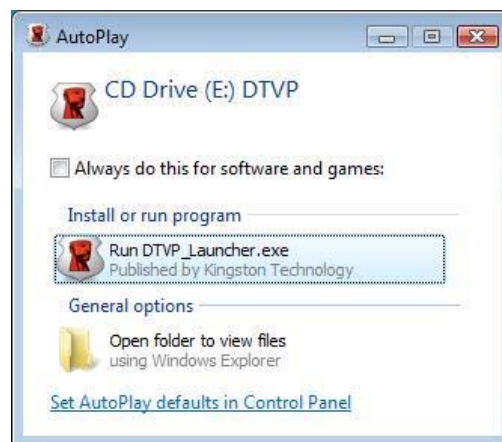 AutoPlay
CD Drive (E:) DTVP
Always do this for software and games:
Install or run program
Run DTVP_Launcher.exe
Published by Kingston Technology
General options
Open folder to view files
using Windows Explorer
Set AutoPlay defaults in Control Panel